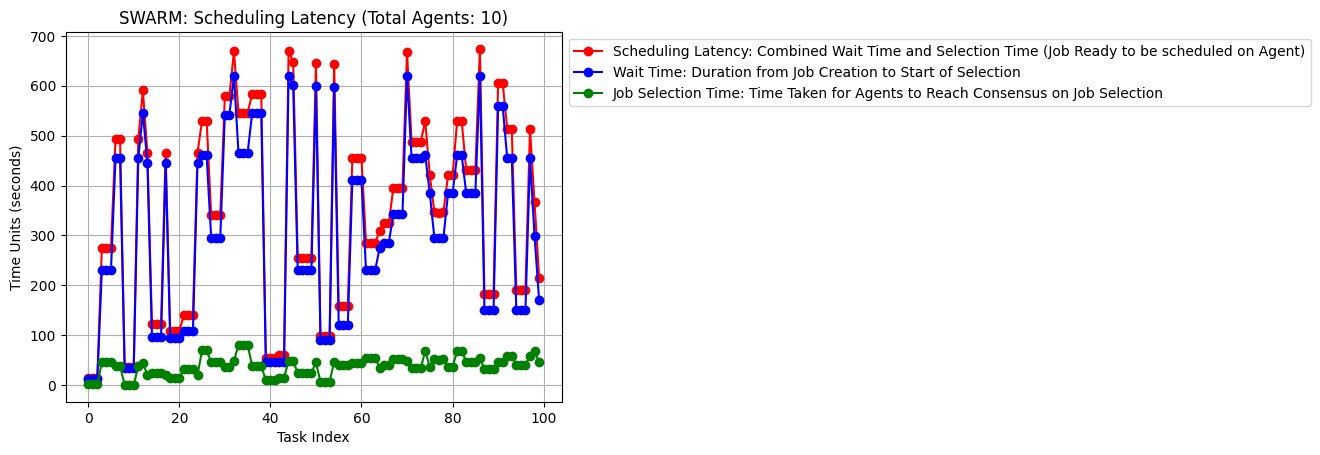 SWARM: Scheduling Latency (Total Agents: 10)
Scheduling Latency: Combined Wait Time and Selection Time (Job Ready to be scheduled on Agent)
Wait Time: Duration from Job Creation to Start of Selection
Job Selection Time: Time Taken for Agents to Reach Consensus on Job Selection
Time Units (seconds)
700
600
500
400
300
200
100
0
0 20 40 60 80 100
Task Index